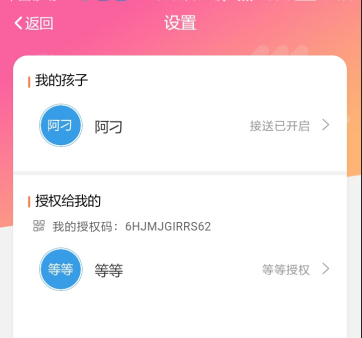 返回
设置
我的孩子
阿刁
阿刁
接送已开启
授权给我的
我的授权码：6HJMJGIRRS62
等等
等等
等等授权